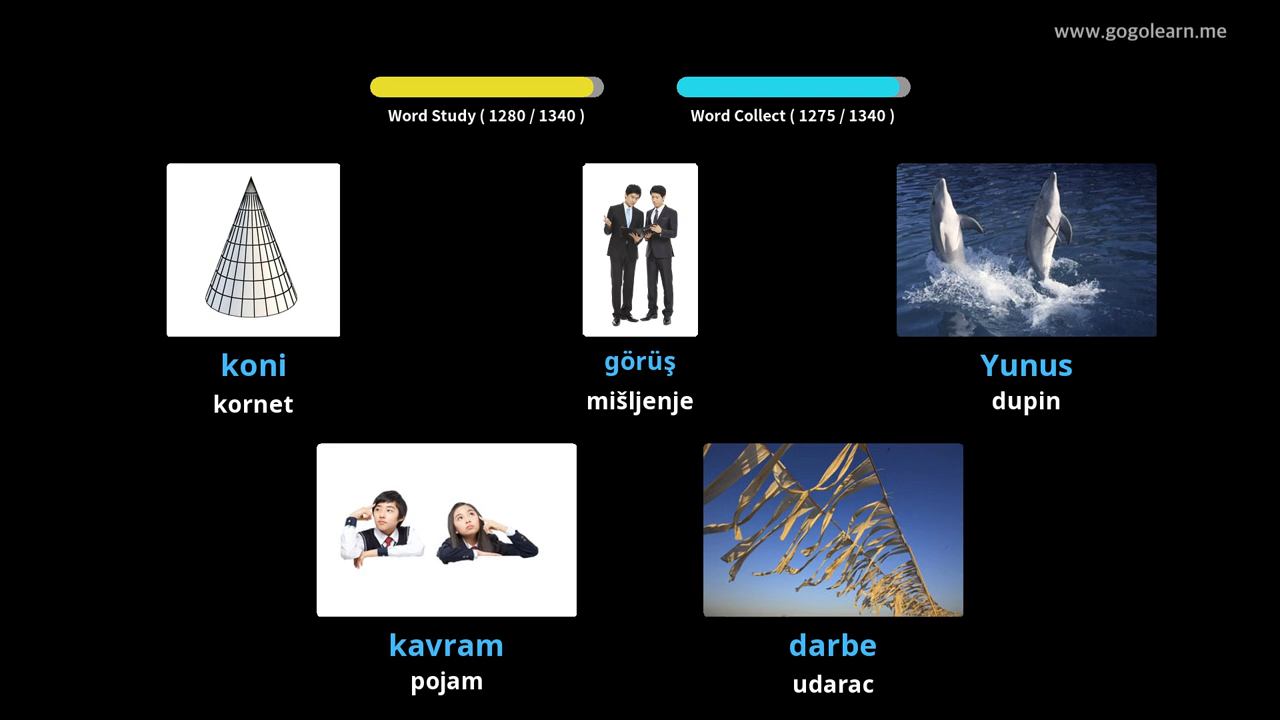 www.gogolearn.me
Word Study ( 1280 / 1340 )
Word Collect ( 1275 / 1340 )
koni
kornet
görüş
mišljenje
Yunus
dupin
kavram
pojam
darbe
udarac